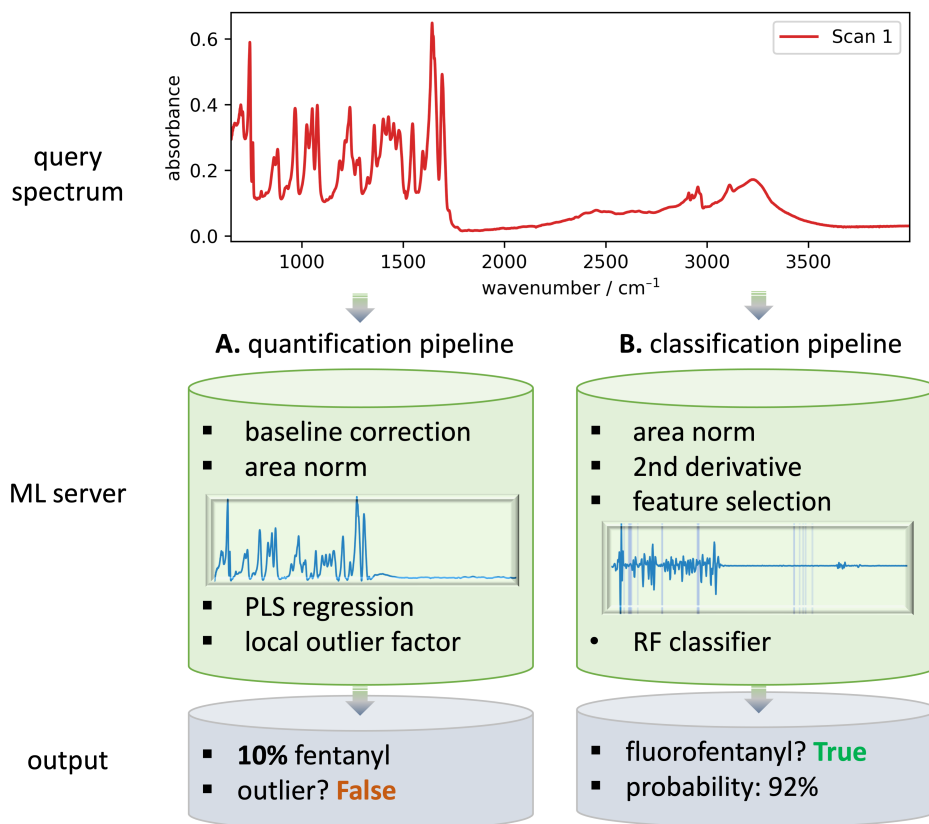 query
spectrum
absorbance
0.6
0.4
0.2
0.0
Scan 1
1000 1500 2000 2500 3000 3500
wavenumber / cm⁻¹
A. quantification pipeline
B. classification pipeline
ML server
▪ baseline correction
▪ area norm
▪ PLS regression
▪ local outlier factor
▪ area norm
▪ 2nd derivative
▪ feature selection
• RF classifier
output
▪ 10% fentanyl
▪ outlier? False
▪ fluorofentanyl? True
▪ probability: 92%